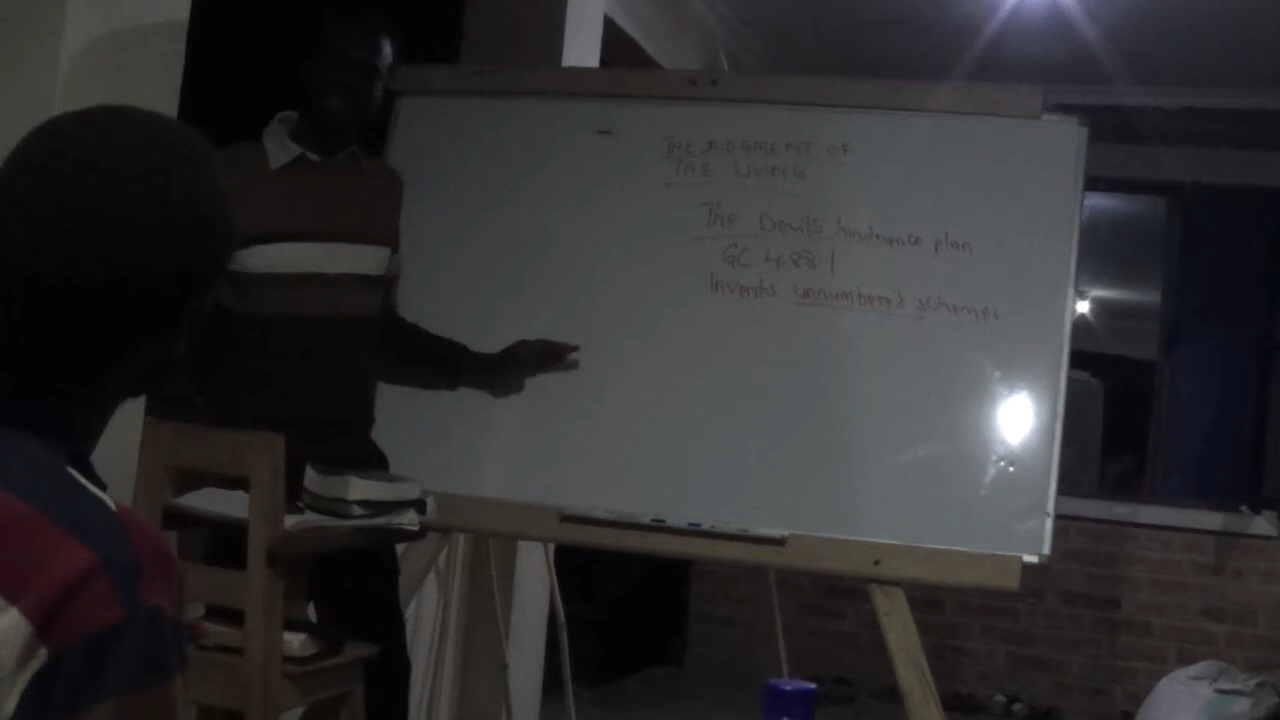 THE JUDGMENT OF
THE LIVING
The Devil's hindrance plan
GC 488.1
Invents unnumbered schemes